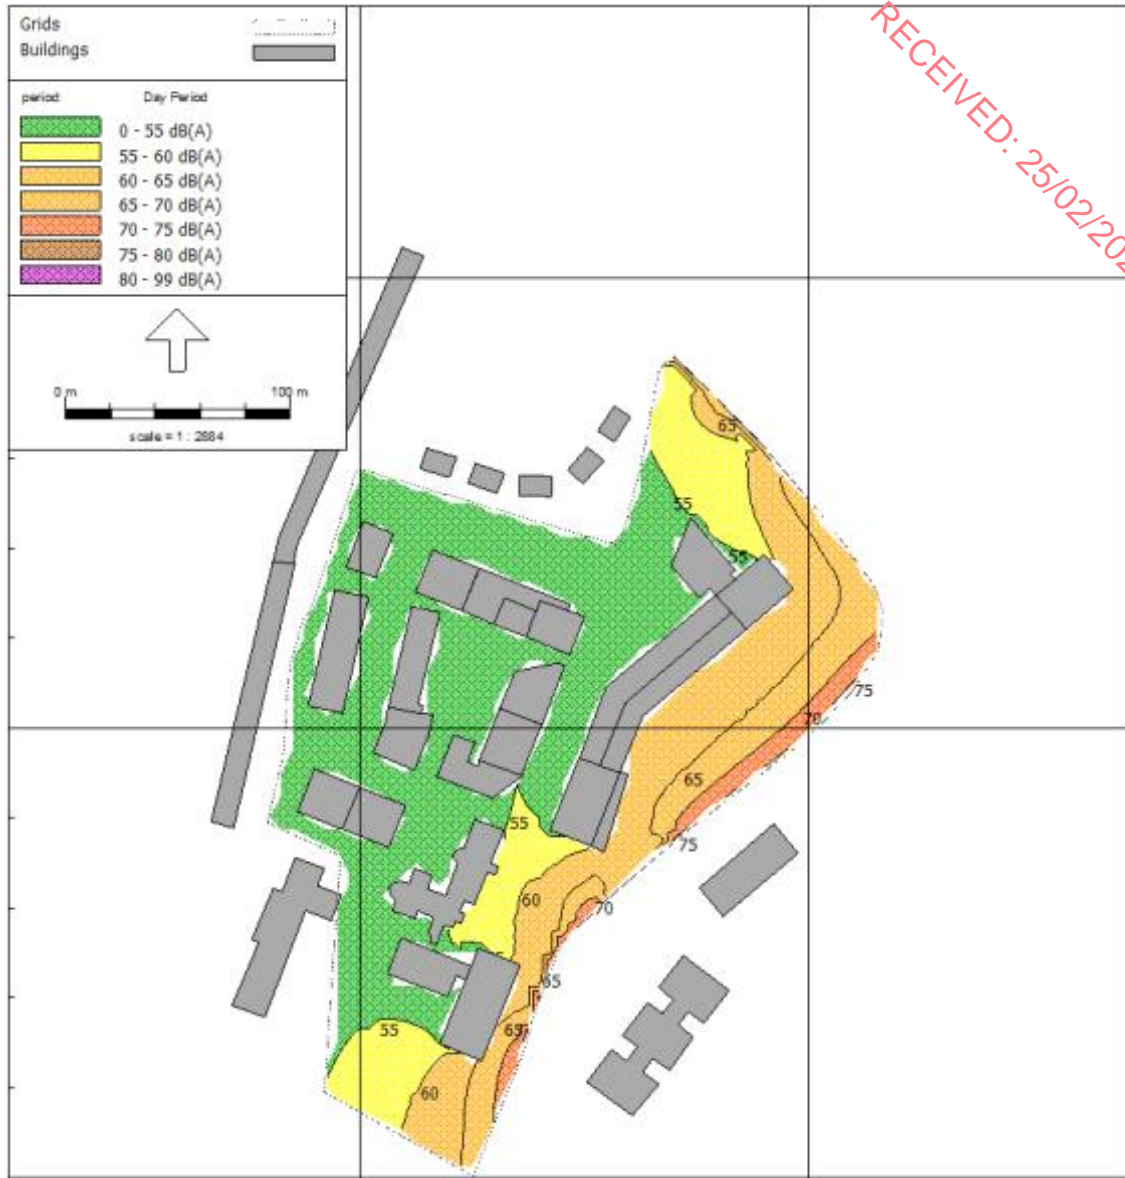 Grids
Buildings
RECEIVED: 25/02/202
period
Day Period
0 - 55 dB(A)
55 - 60 dB(A)
60 - 65 dB(A)
65 - 70 dB(A)
70 - 75 dB(A)
75 - 80 dB(A)
80 - 99 dB(A)
0 m
100 m
scale = 1 : 2884
65
55
55
75
70
65
55
75
60
70
65
55
65
60